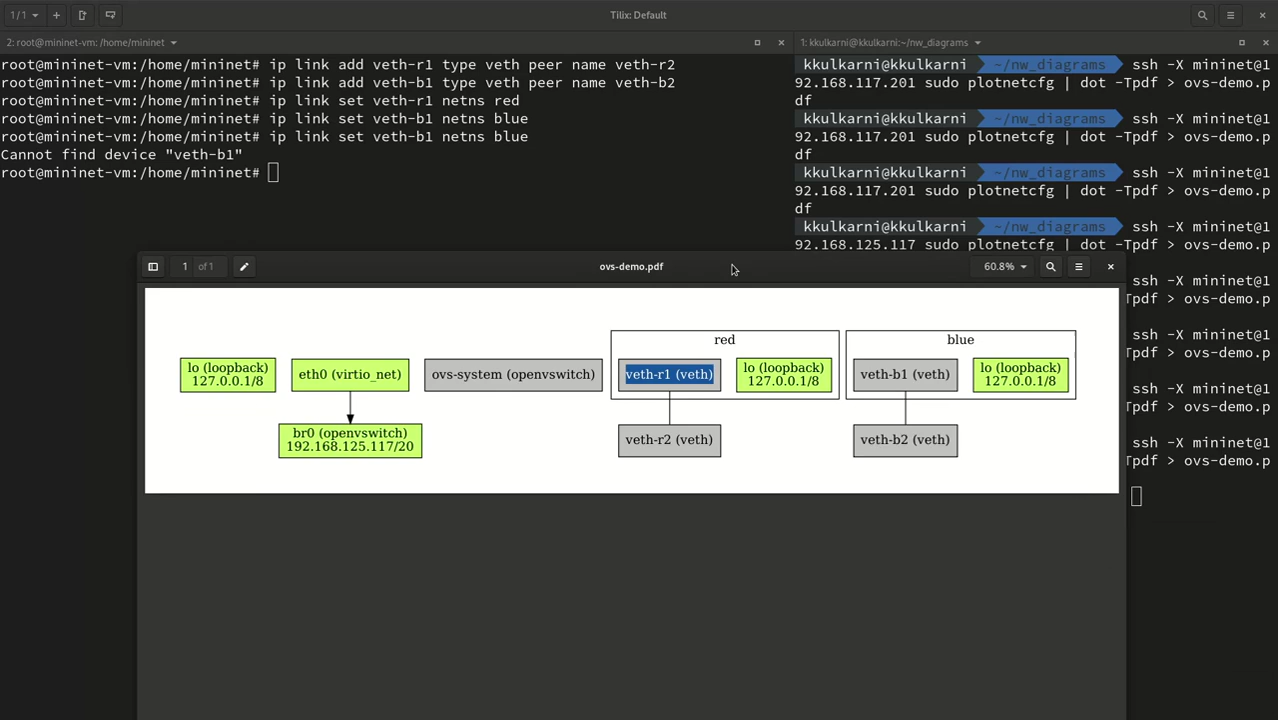 1/1
Tilix: Default
2: root@mininet-vm: /home/mininet
1: kkulkarni@kkulkarni:~/nw_diagrams
root@mininet-vm:/home/mininet# ip link add veth-r1 type veth peer name veth-r2
root@mininet-vm:/home/mininet# ip link add veth-b1 type veth peer name veth-b2
root@mininet-vm:/home/mininet# ip link set veth-r1 netns red
root@mininet-vm:/home/mininet# ip link set veth-b1 netns blue
root@mininet-vm:/home/mininet# ip link set veth-b1 netns blue
Cannot find device "veth-b1"
root@mininet-vm:/home/mininet#
kkulkarni@kkulkarni ~/nw_diagrams ssh -X mininet@1
92.168.117.201 sudo plotnetcfg | dot -Tpdf > ovs-demo.p
df
kkulkarni@kkulkarni ~/nw_diagrams ssh -X mininet@1
92.168.117.201 sudo plotnetcfg | dot -Tpdf > ovs-demo.p
df
kkulkarni@kkulkarni ~/nw_diagrams ssh -X mininet@1
92.168.117.201 sudo plotnetcfg | dot -Tpdf > ovs-demo.p
df
kkulkarni@kkulkarni ~/nw_diagrams ssh -X mininet@1
92.168.125.117 sudo plotnetcfg | dot -Tpdf > ovs-demo.p
ssh -X mininet@1
Tpdf > ovs-demo.p
ssh -X mininet@1
Tpdf > ovs-demo.p
ssh -X mininet@1
Tpdf > ovs-demo.p
ssh -X mininet@1
Tpdf > ovs-demo.p
1 of 1
ovs-demo.pdf
60.8%
red
blue
lo (loopback)
127.0.0.1/8
eth0 (virtio_net)
ovs-system (openvswitch)
veth-r1 (veth)
lo (loopback)
127.0.0.1/8
veth-b1 (veth)
lo (loopback)
127.0.0.1/8
br0 (openvswitch)
192.168.125.117/20
veth-r2 (veth)
veth-b2 (veth)